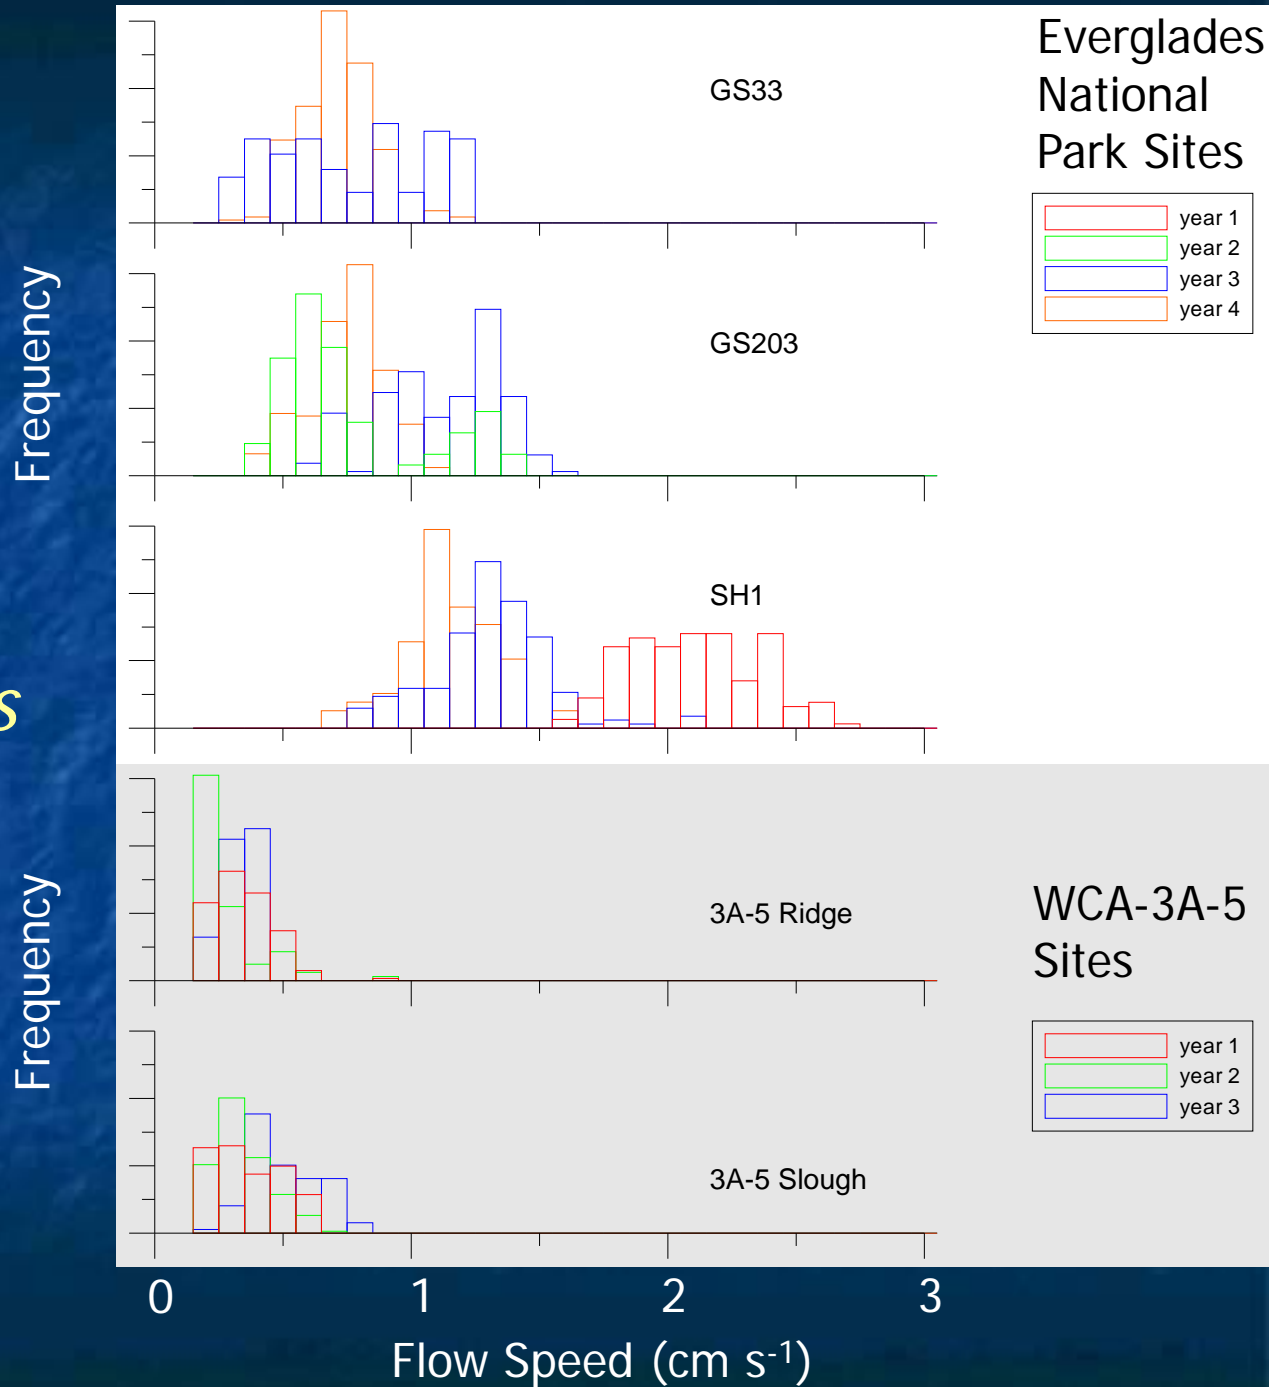 GS33
Everglades
National
Park Sites
year 1
year 2
year 3
year 4
Frequency
GS203
SH1
s
3A-5 Ridge
WCA-3A-5
Sites
year 1
year 2
year 3
Frequency
3A-5 Slough
0 1 2 3
Flow Speed (cm s-1)